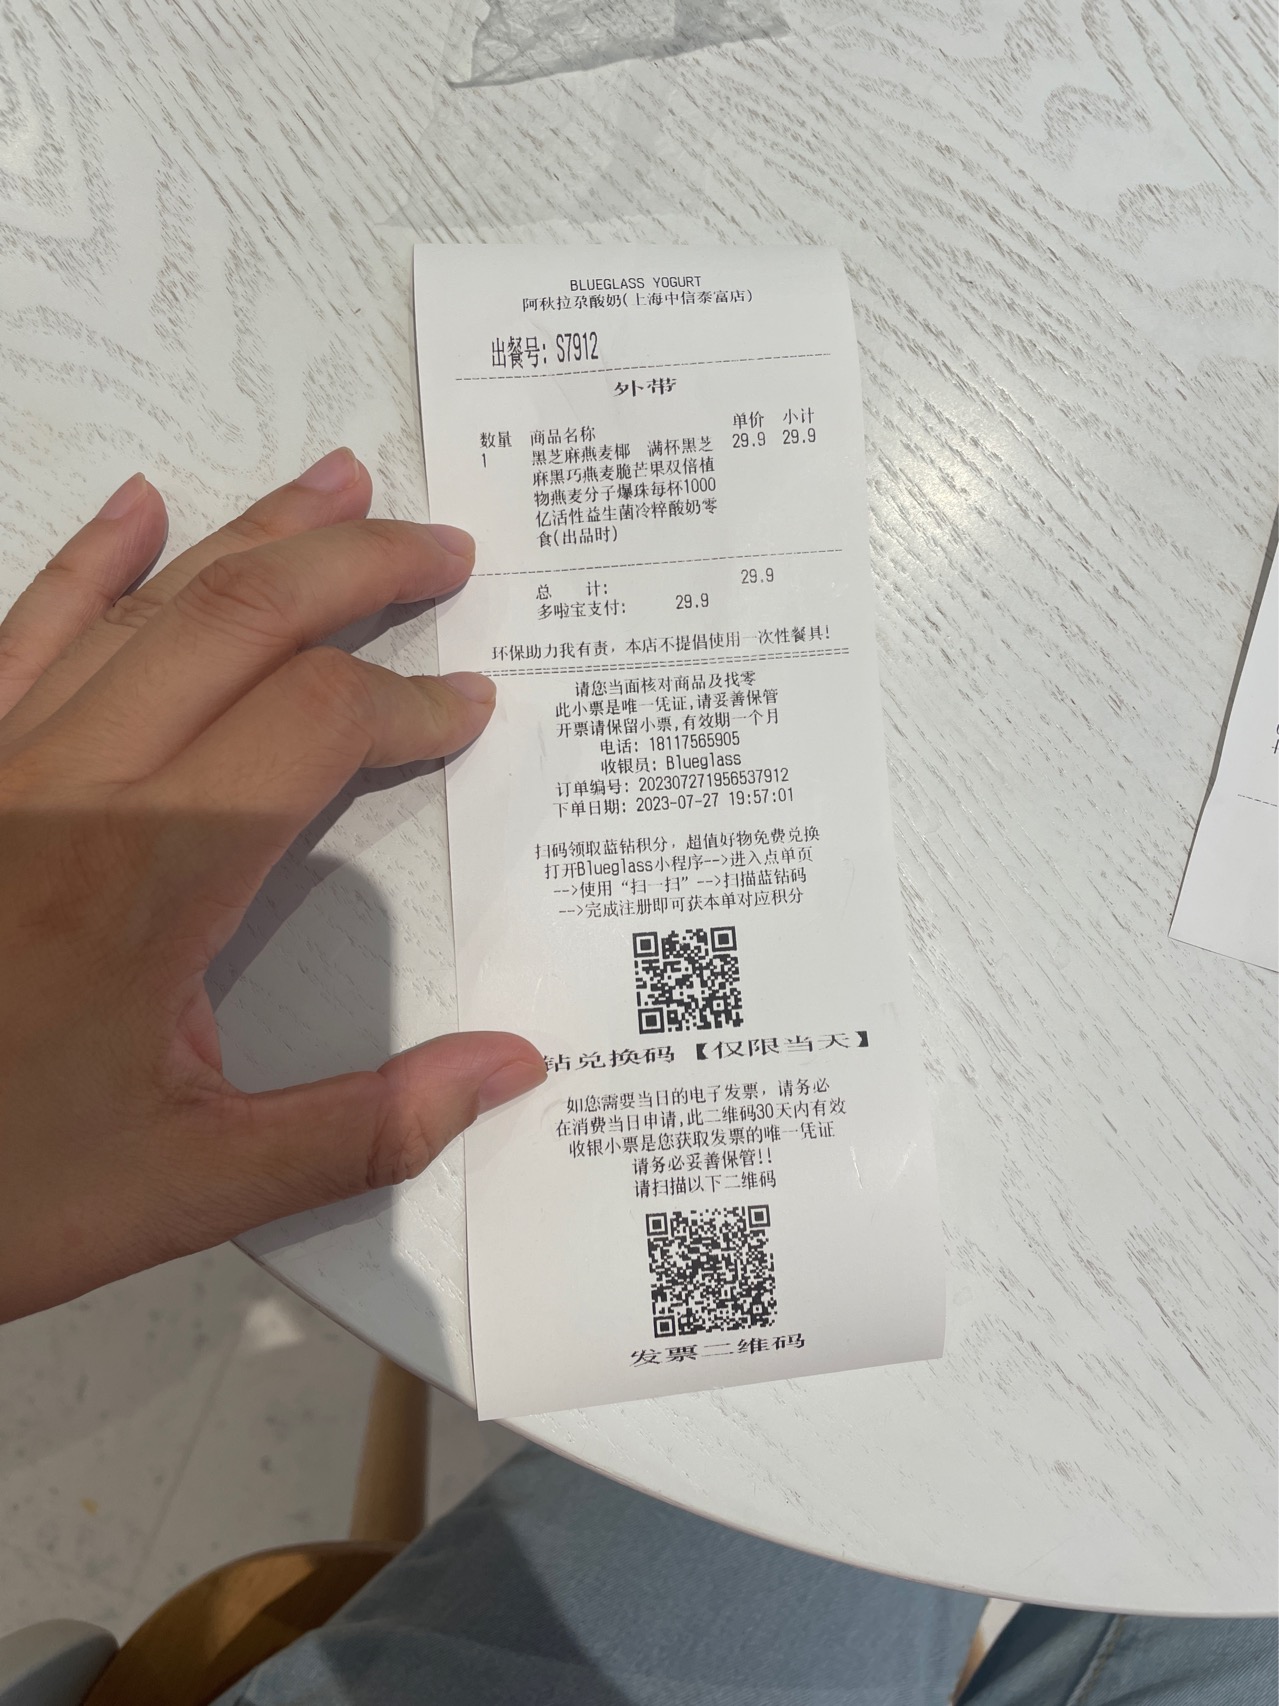 BLUEGLASS YOGURT
阿秋拉尕酸奶(上海中信泰富店)
出餐号: S7912
外带
数量 商品名称 单价 小计
1 黑芝麻燕麦椰 满杯黑芝 29.9 29.9
麻黑巧燕麦脆芒果双倍植
物燕麦分子爆珠每杯1000
亿活性益生菌冷粹酸奶零
食(出品时)
总 计: 29.9
多啦宝支付: 29.9
环保助力我有责，本店不提倡使用一次性餐具!
请您当面核对商品及找零
此小票是唯一凭证,请妥善保管
开票请保留小票,有效期一个月
电话: 18117565905
收银员: Blueglass
订单编号: 202307271956537912
下单日期: 2023-07-27 19:57:01
扫码领取蓝钻积分，超值好物免费兑换
打开Blueglass小程序-->进入点单页
-->使用“扫一扫”-->扫描蓝钻码
-->完成注册即可获本单对应积分
钻兑换码【仅限当天】
如您需要当日的电子发票，请务必
在消费当日申请,此二维码30天内有效
收银小票是您获取发票的唯一凭证
请务必妥善保管!!
请扫描以下二维码
发票二维码